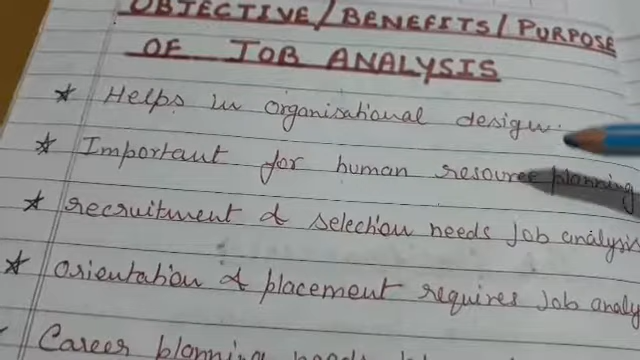 OBJECTIVE/BENEFITS/PURPOSE
OF JOB ANALYSIS
* Helps in organisational design.
* Important for human resource planning
* recruitment & selection needs Job analysis
* orientation & placement requires Job analy
Career planning needs